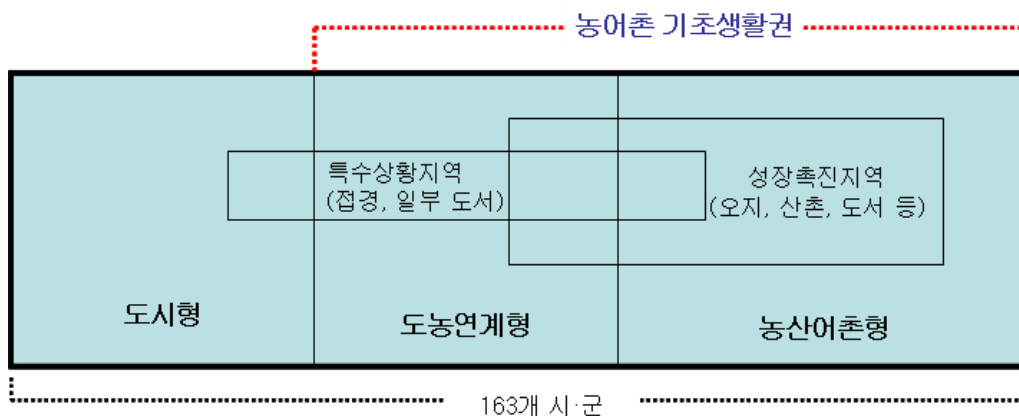 농어촌 기초생활권
특수상황지역
(접경, 일부 도서)
성장촉진지역
(오지, 산촌, 도서 등)
도시형
도농연계형
농산어촌형
163개 시·군